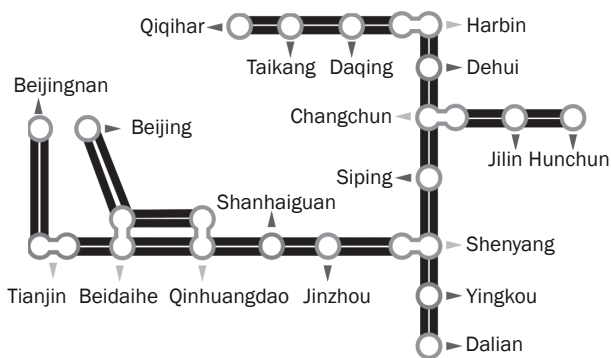 Qiqihar
Harbin
Taikang Daqing
Dehui
Beijingnan
Changchun
Beijing
Jilin Hunchun
Siping
Shanhaiguan
Shenyang
Tianjin Beidaihe Qinhuangdao Jinzhou
Yingkou
Dalian